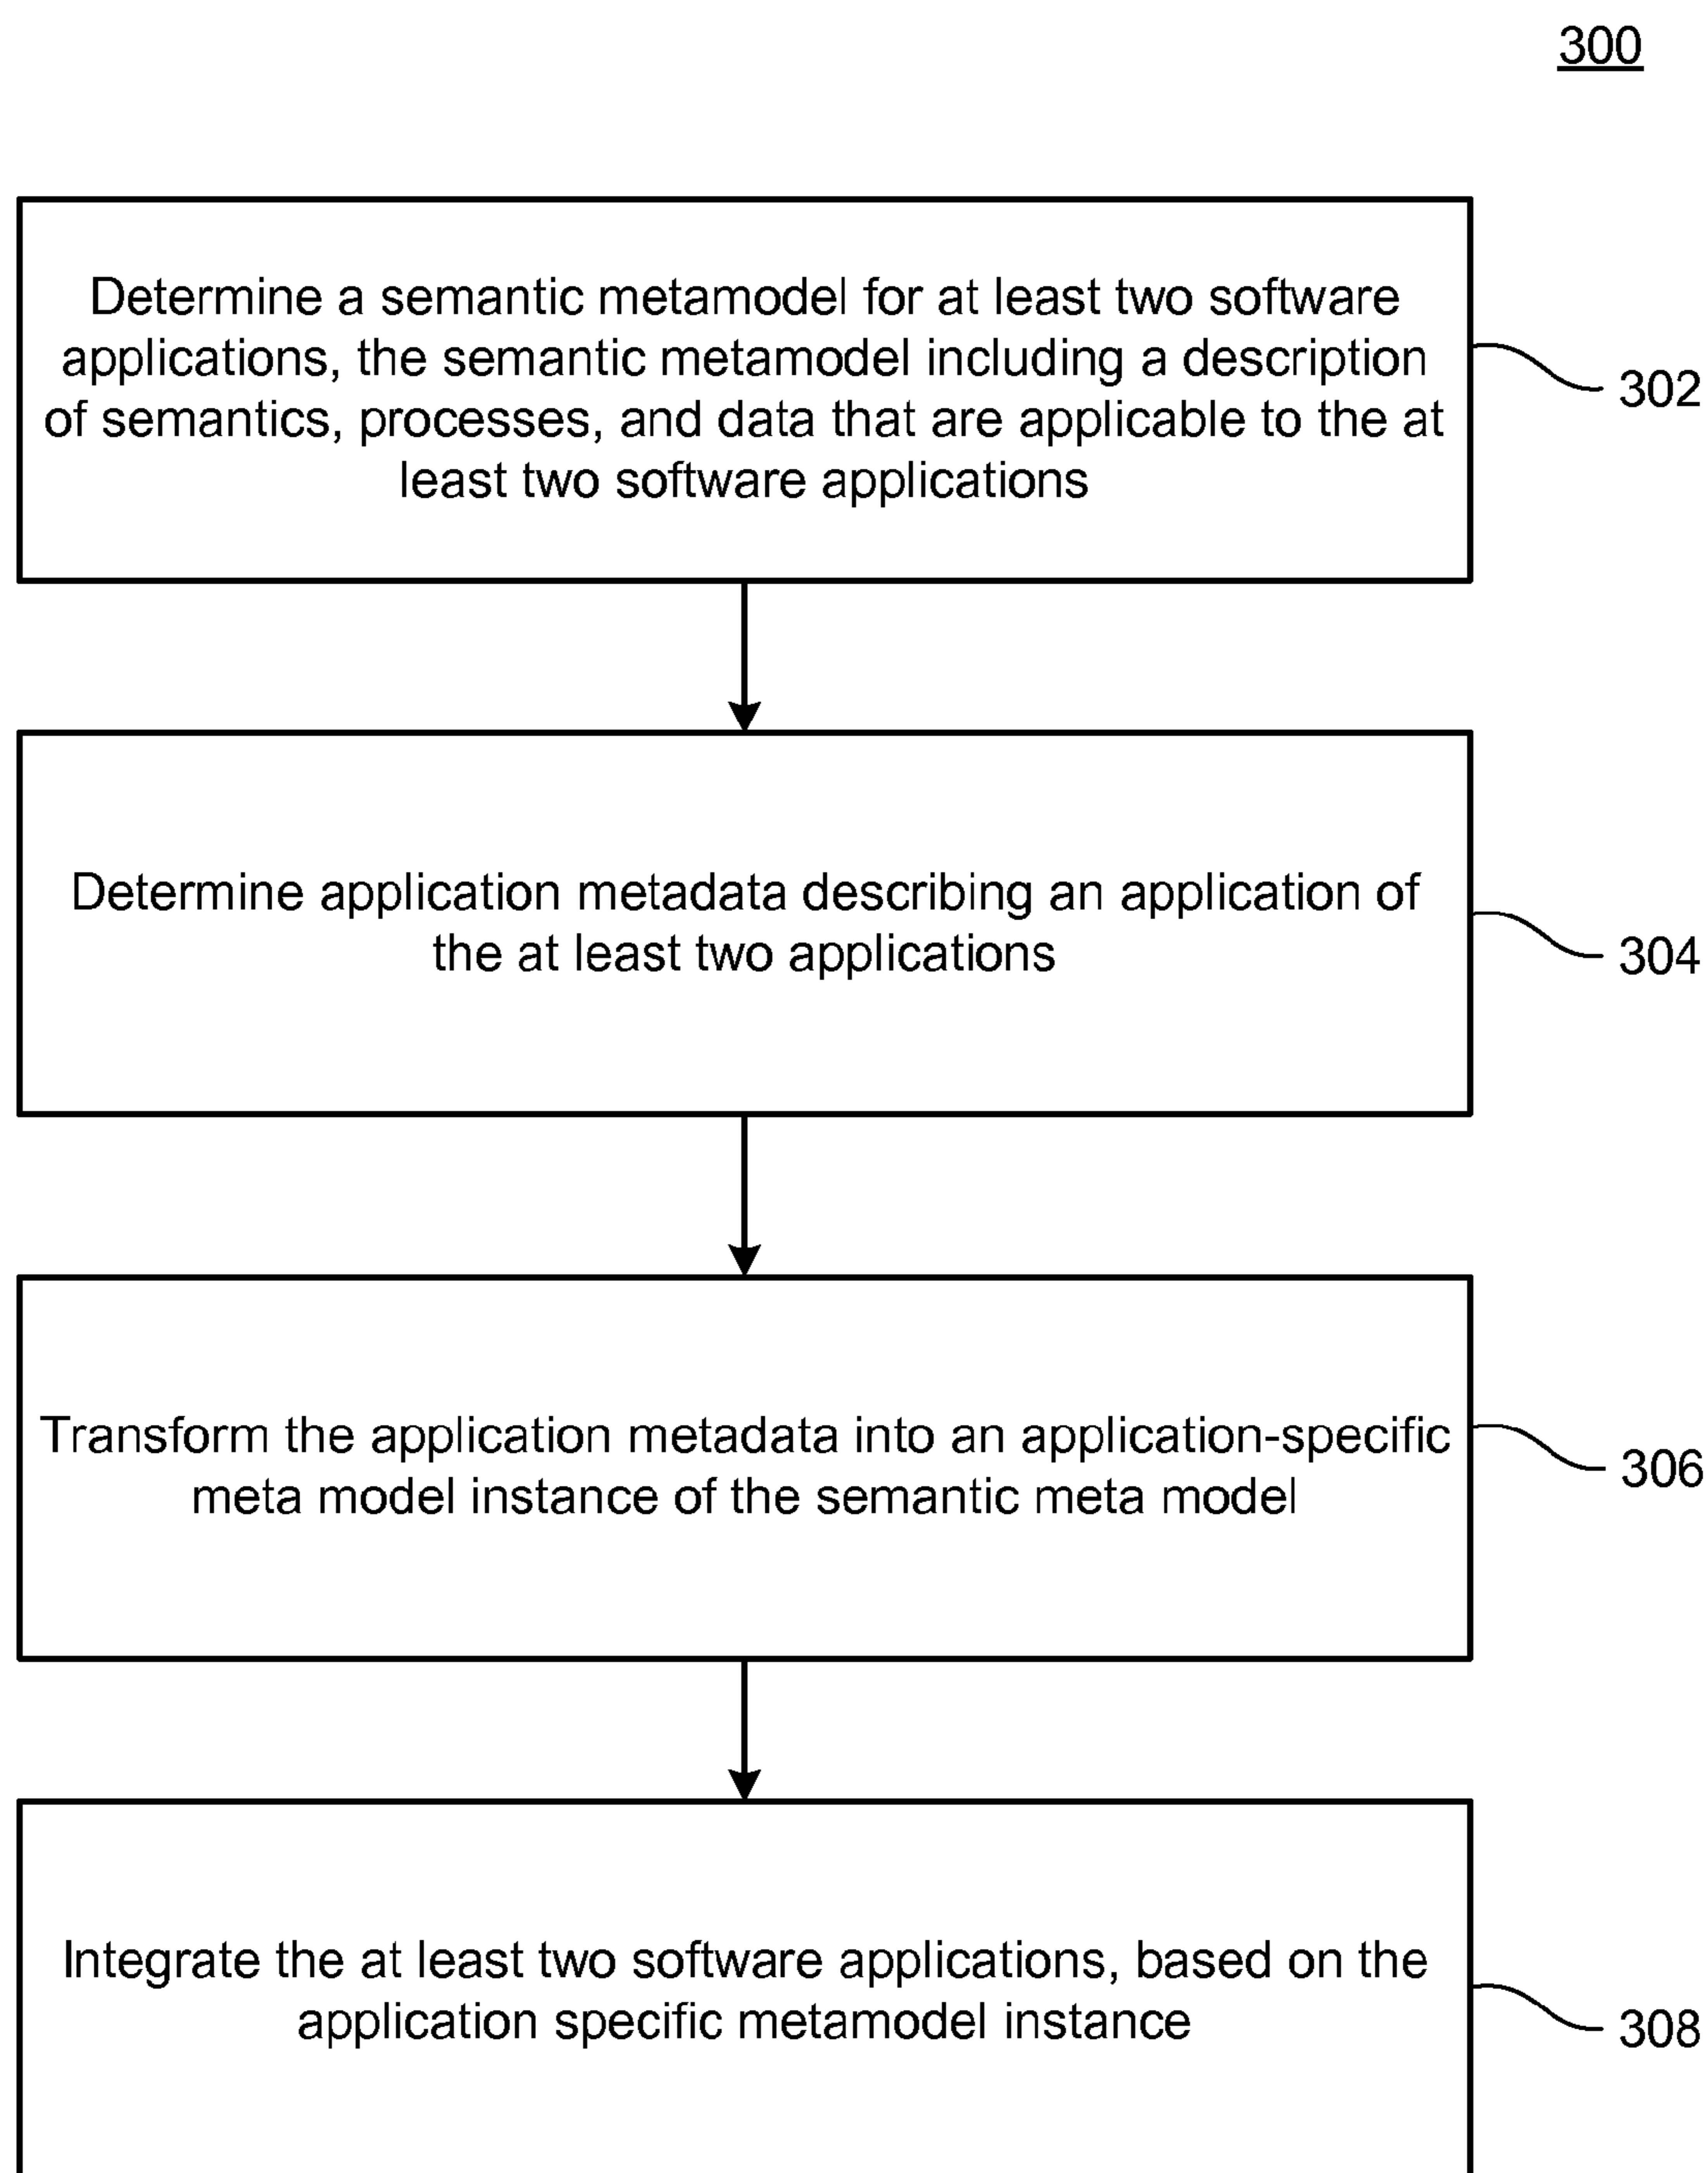 300
Determine a semantic metamodel for at least two software
applications, the semantic metamodel including a description
of semantics, processes, and data that are applicable to the at
least two software applications
302
Determine application metadata describing an application of
the at least two applications
304
Transform the application metadata into an application-specific
meta model instance of the semantic meta model
306
Integrate the at least two software applications, based on the
application specific metamodel instance
308